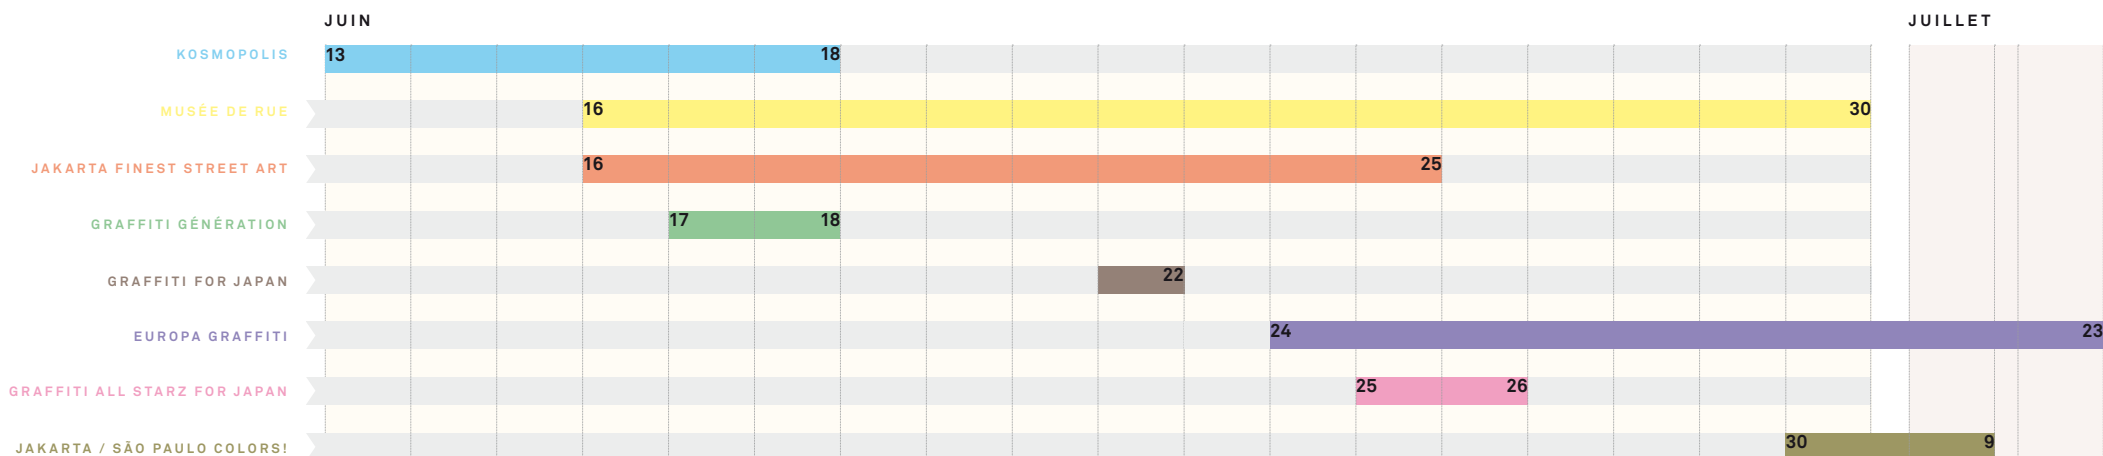 JUIN JUILLET
KOSMOPOLIS 13 18
MUSÉE DE RUE 16 30
JAKARTA FINEST STREET ART 16 25
GRAFFITI GÉNÉRATION 17 18
GRAFFITI FOR JAPAN 22
EUROPA GRAFFITI 24 23
GRAFFITI ALL STARZ FOR JAPAN 25 26
JAKARTA / SÃO PAULO COLORS! 30 9